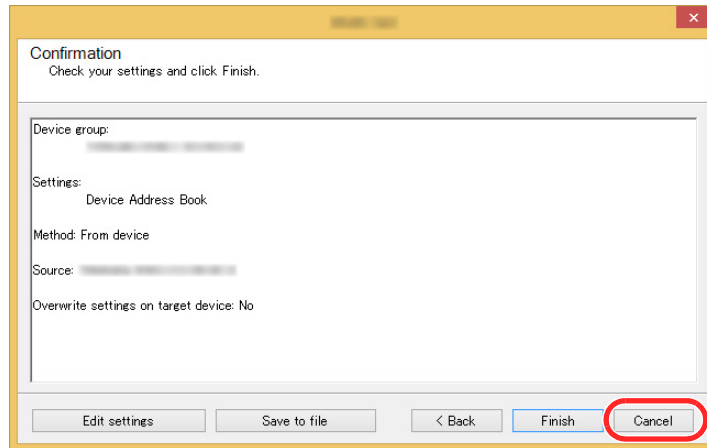 Confirmation
Check your settings and click Finish.
Device group:
Settings:
Device Address Book
Method: From device
Source:
Overwrite settings on target device: No
Edit settings
Save to file
< Back
Finish
Cancel